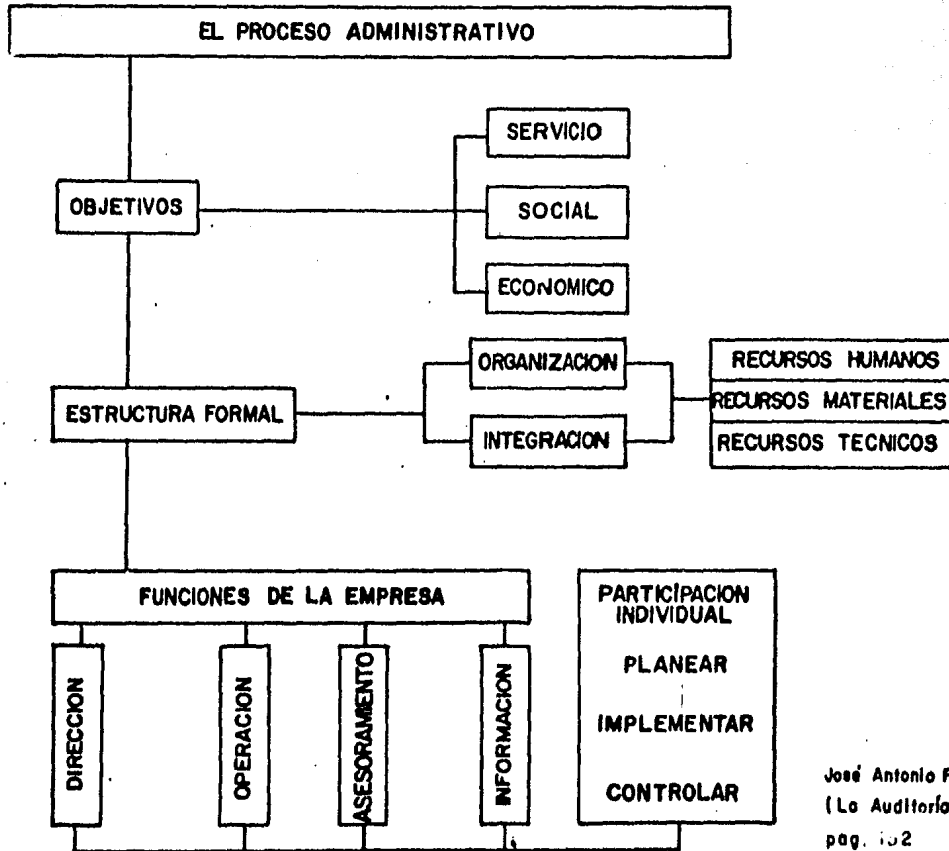 EL PROCESO ADMINISTRATIVO
SERVICIO
OBJETIVOS
SOCIAL
ECONOMICO
ORGANIZACION
RECURSOS HUMANOS
ESTRUCTURA FORMAL
RECURSOS MATERIALES
INTEGRACION
RECURSOS TECNICOS
FUNCIONES DE LA EMPRESA
DIRECCION
OPERACION
ASESORAMIENTO
INFORMACION
PARTICIPACION
INDIVIDUAL
PLANEAR
IMPLEMENTAR
CONTROLAR
José Antonio
(La Auditoría
pag.